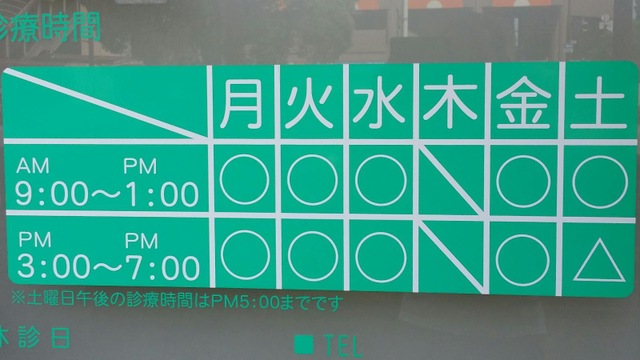 診療時間
月 火 水 木 金 土
AM 9:00〜PM 1:00 ○ ○ ○ ＼ ○ ○
PM 3:00〜PM 7:00 ○ ○ ○ ＼ ○ △
※土曜日午後の診療時間はPM5:00までです
休診日
■TEL